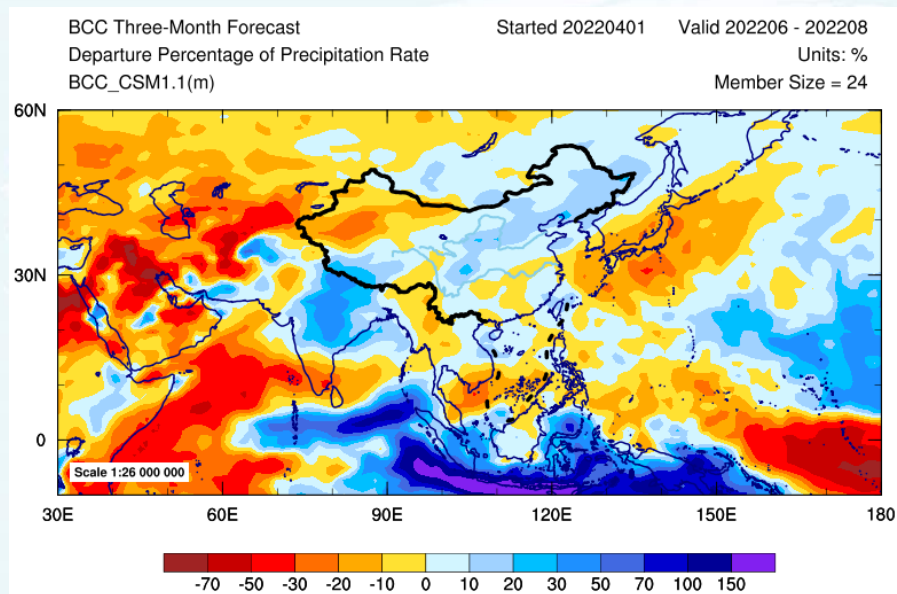 BCC Three-Month Forecast Started 20220401 Valid 202206 - 202208
Departure Percentage of Precipitation Rate Units: %
BCC_CSM1.1(m) Member Size = 24
60N
30N
0
Scale 1:26 000 000
30E 60E 90E 120E 150E 180
-70 -50 -30 -20 -10 0 10 20 30 50 70 100 150